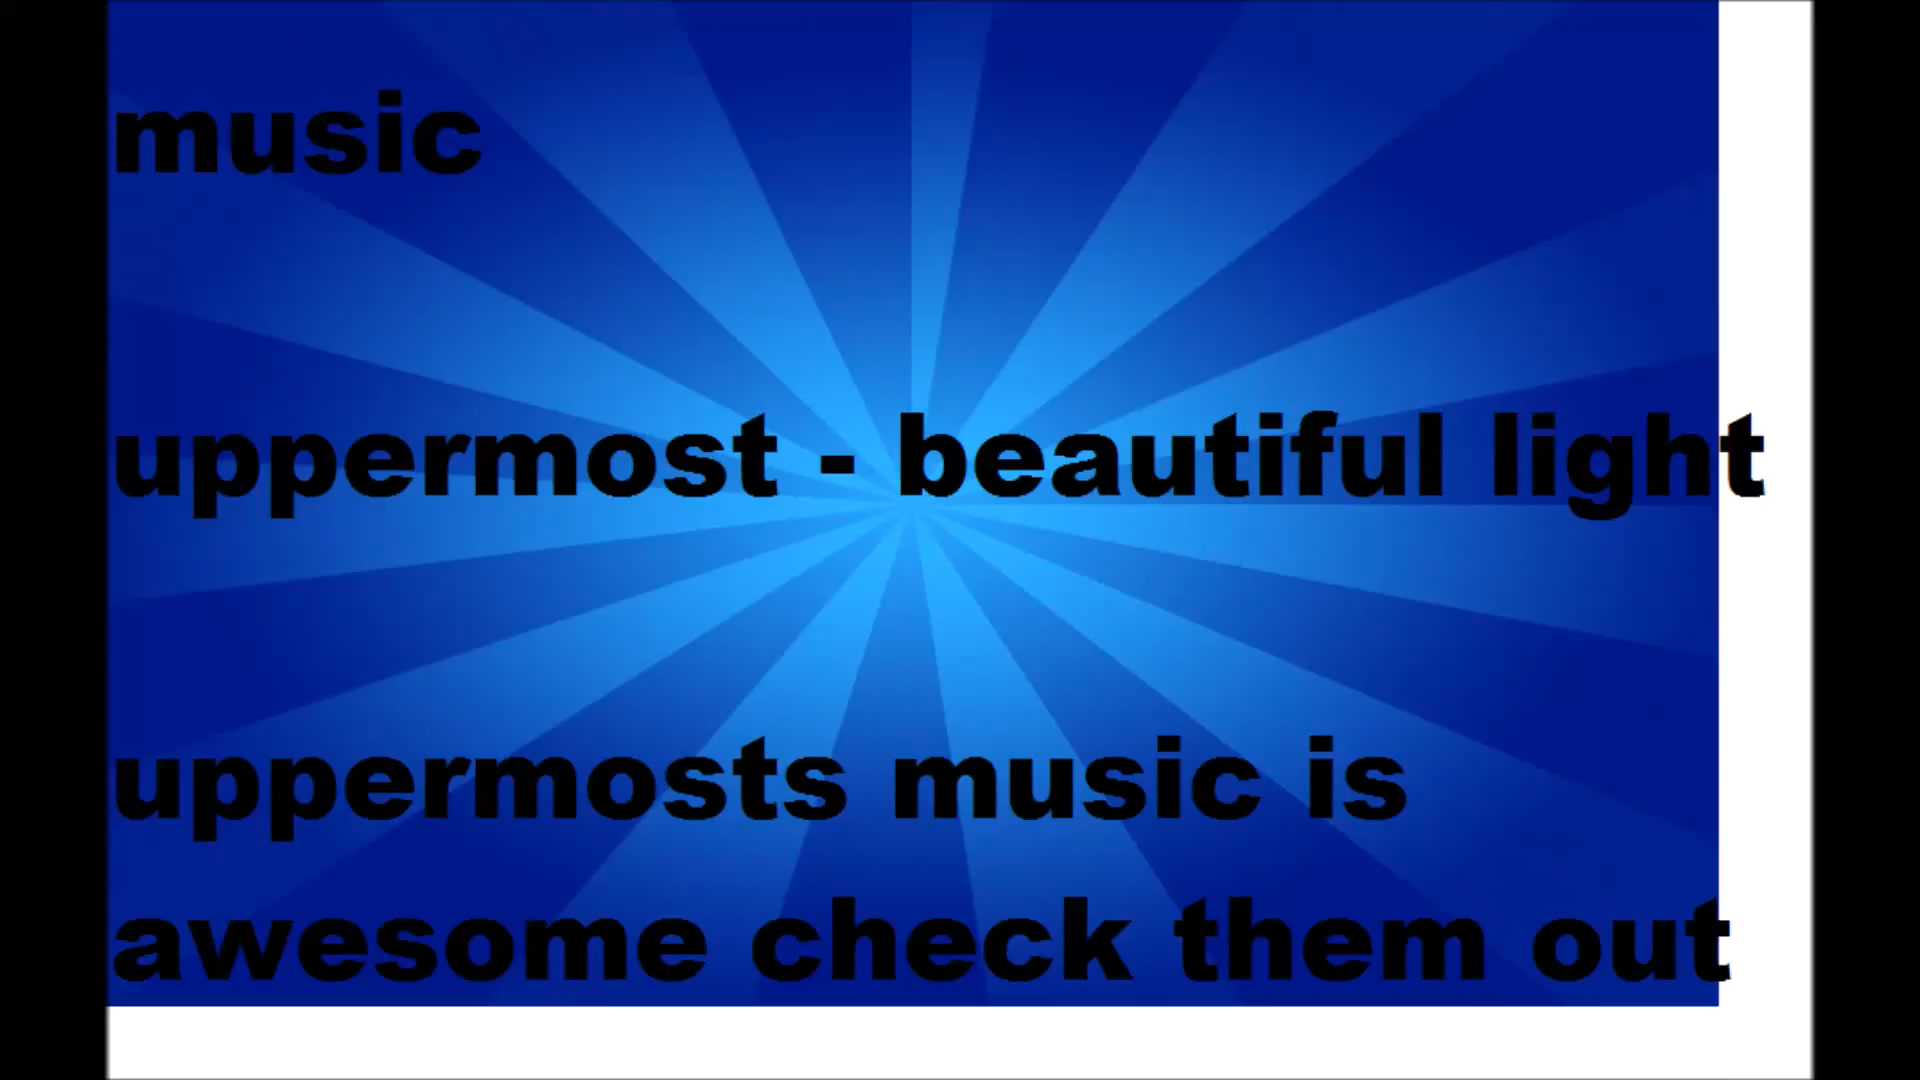 music
uppermost - beautiful light
uppermosts music is
awesome check them out